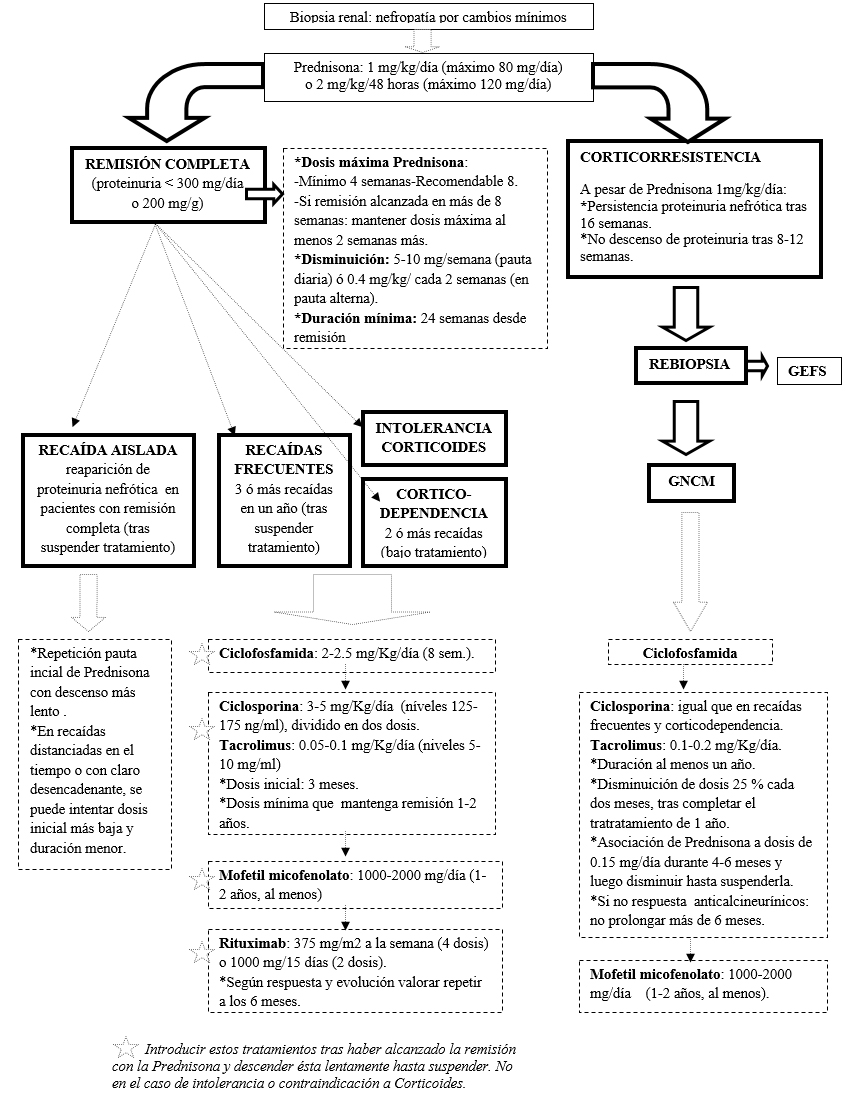 Biopsia renal: nefropatía por cambios mínimos
Prednisona: 1 mg/kg/día (máximo 80 mg/día)
o 2 mg/kg/48 horas (máximo 120 mg/día)
REMISIÓN COMPLETA
(proteinuria < 300 mg/día
o 200 mg/g)
*Dosis máxima Prednisona:
-Mínimo 4 semanas-Recomendable 8.
-Si remisión alcanzada en más de 8
semanas: mantener dosis máxima al
menos 2 semanas más.
*Disminución: 5-10 mg/semana (pauta
diaria) ó 0.4 mg/kg/ cada 2 semanas (en
pauta alterna).
*Duración mínima: 24 semanas desde
remisión
CORTICORRESISTENCIA
A pesar de Prednisona 1mg/kg/día:
*Persistencia proteinuria nefrótica tras
16 semanas.
*No descenso de proteinuria tras 8-12
semanas.
REBIOPSIA
GEFS
GNCM
RECAÍDA AISLADA
reaparición de
proteinuria nefrótica en
pacientes con remisión
completa (tras
suspender tratamiento)
RECAÍDAS
FRECUENTES
3 ó más recaídas
en un año (tras
suspender
tratamiento)
INTOLERANCIA
CORTICOIDES
CORTICO-
DEPENDENCIA
2 ó más recaídas
(bajo tratamiento)
*Repetición pauta
incial de Prednisona
con descenso más
lento .
*En recaídas
distanciadas en el
tiempo o con claro
desencadenante, se
puede intentar dosis
inicial más baja y
duración menor.
Ciclofosfamida: 2-2.5 mg/Kg/día (8 sem.).
Ciclosporina: 3-5 mg/Kg/día (níveles 125-
175 ng/ml), dividido en dos dosis.
Tacrolimus: 0.05-0.1 mg/Kg/día (niveles 5-
10 mg/ml)
*Dosis inicial: 3 meses.
*Dosis mínima que mantenga remisión 1-2
años.
Mofetil micofenolato: 1000-2000 mg/día (1-
2 años, al menos)
Rituximab: 375 mg/m2 a la semana (4 dosis)
o 1000 mg/15 días (2 dosis).
*Según respuesta y evolución valorar repetir
a los 6 meses.
Ciclofosfamida
Ciclosporina: igual que en recaídas
frecuentes y corticodependencia.
Tacrolimus: 0.1-0.2 mg/Kg/día.
*Duración al menos un año.
*Disminución de dosis 25 % cada
dos meses, tras completar el
tratratamiento de 1 año.
*Asociación de Prednisona a dosis de
0.15 mg/día durante 4-6 meses y
luego disminuir hasta suspenderla.
*Si no respuesta anticalcineurínicos:
no prolongar más de 6 meses.
Mofetil micofenolato: 1000-2000
mg/día (1-2 años, al menos).
Introducir estos tratamientos tras haber alcanzado la remisión
con la Prednisona y descender ésta lentamente hasta suspender. No
en el caso de intolerancia o contraindicación a Corticoides.